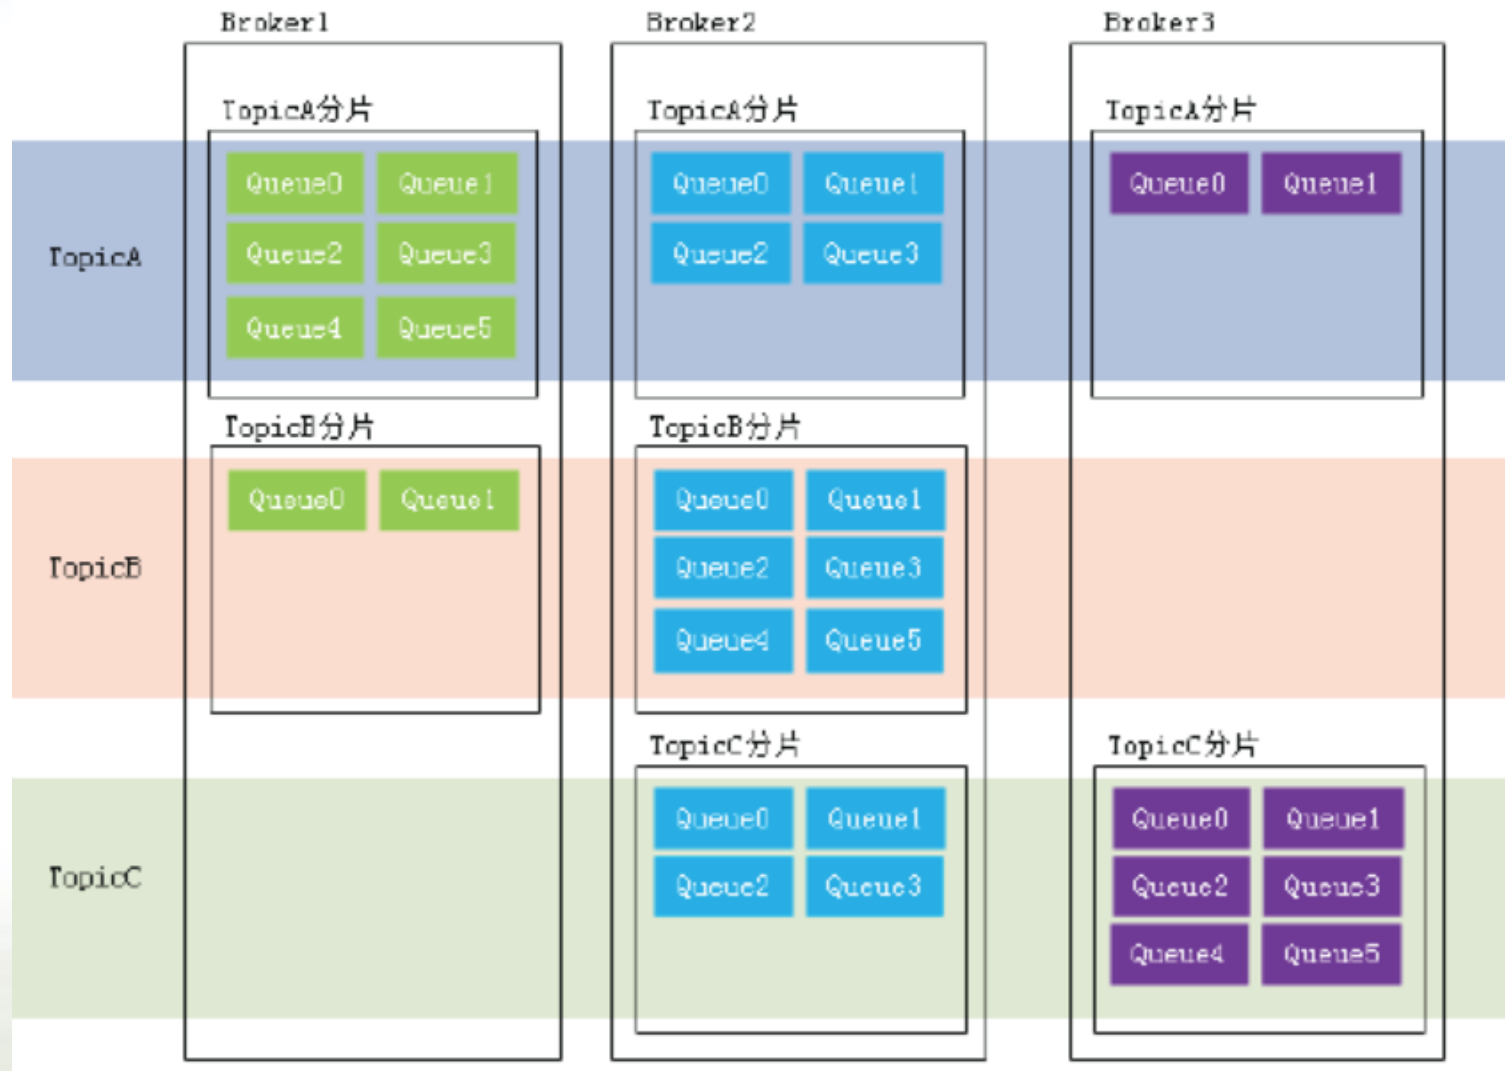 Broker1 Broker2 Broker3
TopicA分片 TopicA分片 TopicA分片
Queue0 Queue1 Queue0 Queue1 Queue0 Queue1
TopicA Queue2 Queue3 Queue2 Queue3
Queue4 Queue5
TopicB分片 TopicB分片
Queue0 Queue1 Queue0 Queue1
TopicB Queue2 Queue3
Queue4 Queue5
TopicC分片 TopicC分片
Queue0 Queue1 Queue0 Queue1
TopicC Queue2 Queue3 Queue2 Queue3
Queue4 Queue5